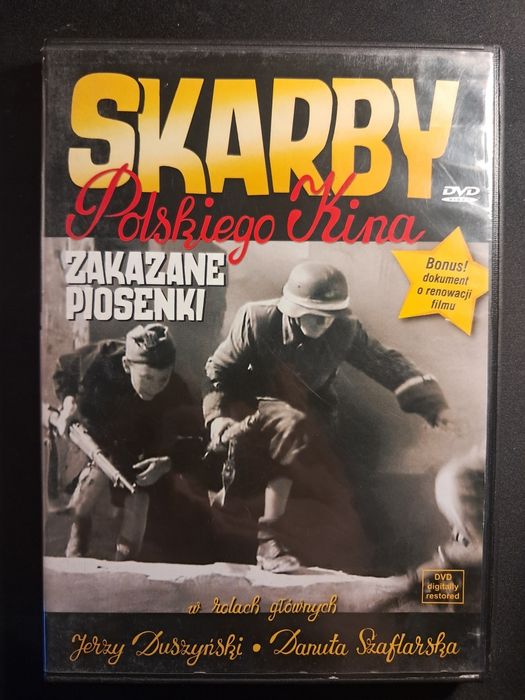 SKARBY
Polskiego Kina
DVD
VIDEO
ZAKAZANE
PIOSENKI
Bonus!
dokument
o renowacji
filmu
DVD
digitally
restored
w rolach głównych
Jerzy Duszyński • Danuta Szaflarska